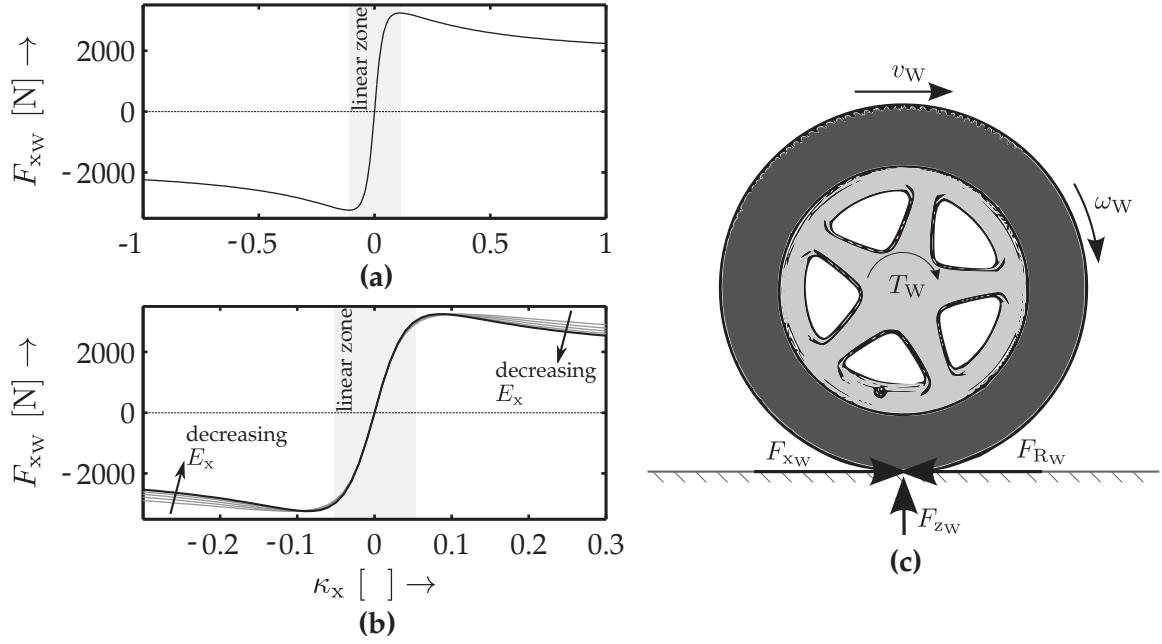 2000
0
-2000
F_xW [N] →
linear zone
-1
-0.5
0
0.5
1
(a)
2000
0
-2000
F_xW [N] →
linear zone
decreasing
E_x
decreasing
E_x
-0.2
-0.1
0
0.1
0.2
0.3
κ_x [ ] →
(b)
v_W
ω_W
T_W
F_xW
F_RW
F_zW
(c)